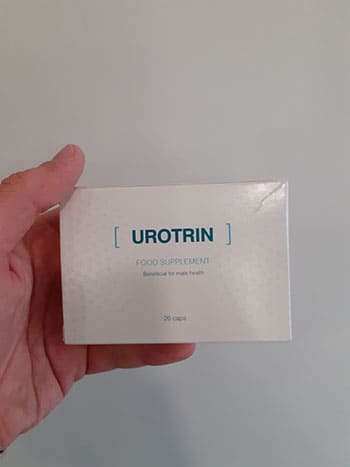 [ UROTRIN ]
FOOD SUPPLEMENT
Beneficial for male health
20 caps